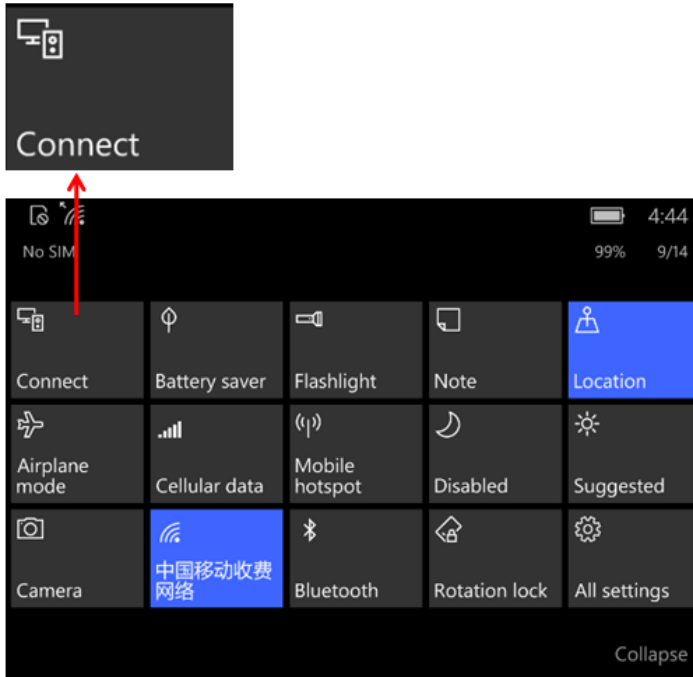 Connect
4:44
No SIM
99% 9/14
Connect
Battery saver
Flashlight
Note
Location
Airplane
mode
Cellular data
Mobile
hotspot
Disabled
Suggested
Camera
中国移动收费
网络
Bluetooth
Rotation lock
All settings
Collapse